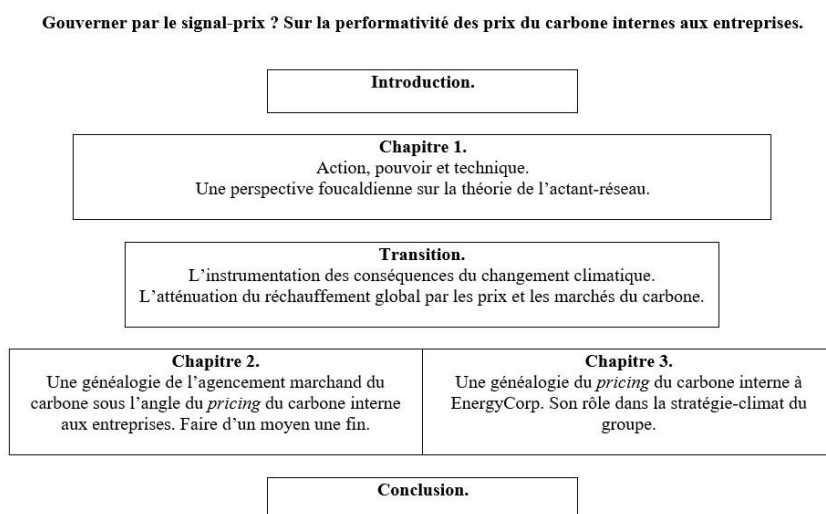 Gouverner par le signal-prix ? Sur la performativité des prix du carbone internes aux entreprises.
Introduction.
Chapitre 1.
Action, pouvoir et technique.
Une perspective foucaldienne sur la théorie de l'actant-réseau.
Transition.
L'instrumentation des conséquences du changement climatique.
L'atténuation du réchauffement global par les prix et les marchés du carbone.
Chapitre 2.
Une généalogie de l'agencement marchand du
carbone sous l'angle du pricing du carbone interne
aux entreprises. Faire d'un moyen une fin.
Chapitre 3.
Une généalogie du pricing du carbone interne à
EnergyCorp. Son rôle dans la stratégie-climat du
groupe.
Conclusion.